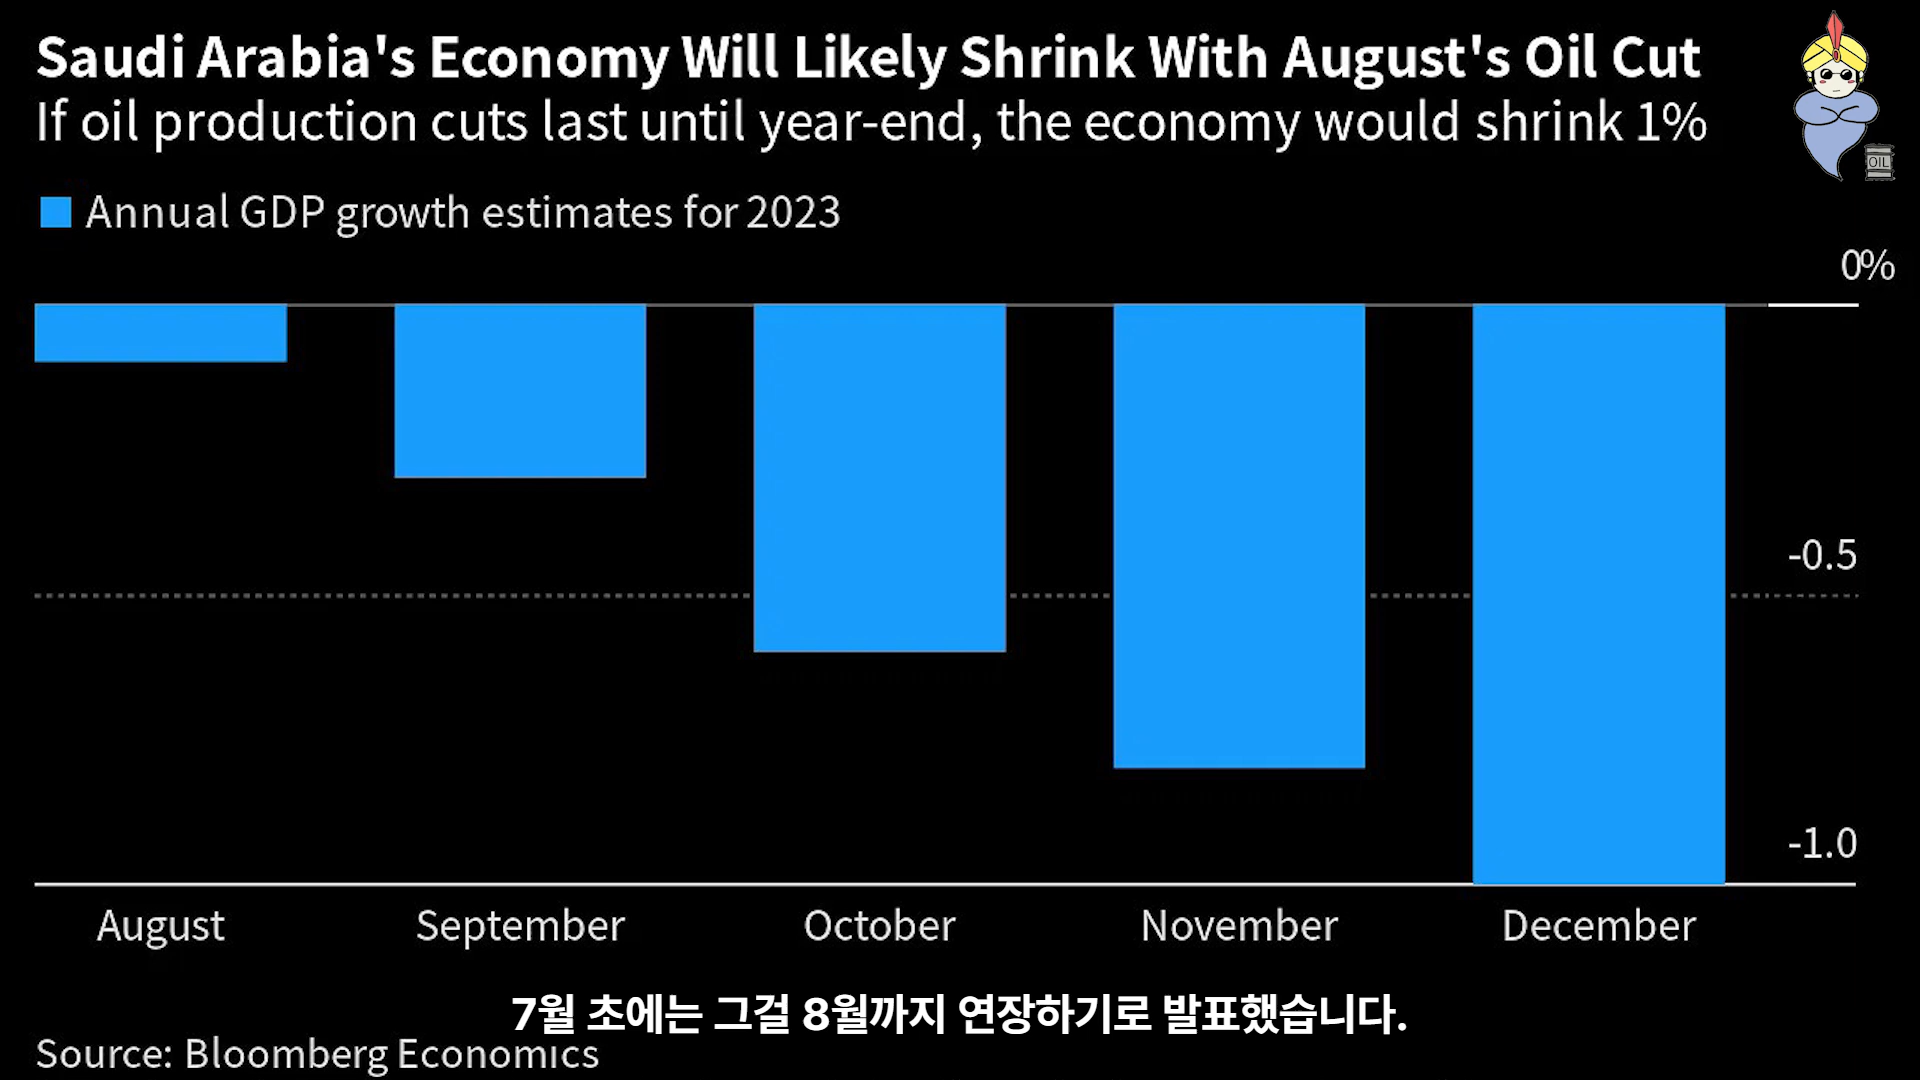 Saudi Arabia's Economy Will Likely Shrink With August's Oil Cut
If oil production cuts last until year-end, the economy would shrink 1%
Annual GDP growth estimates for 2023
OIL
0%
-0.5
-1.0
August September October November December
7월 초에는 그걸 8월까지 연장하기로 발표했습니다.
Source: Bloomberg Economics